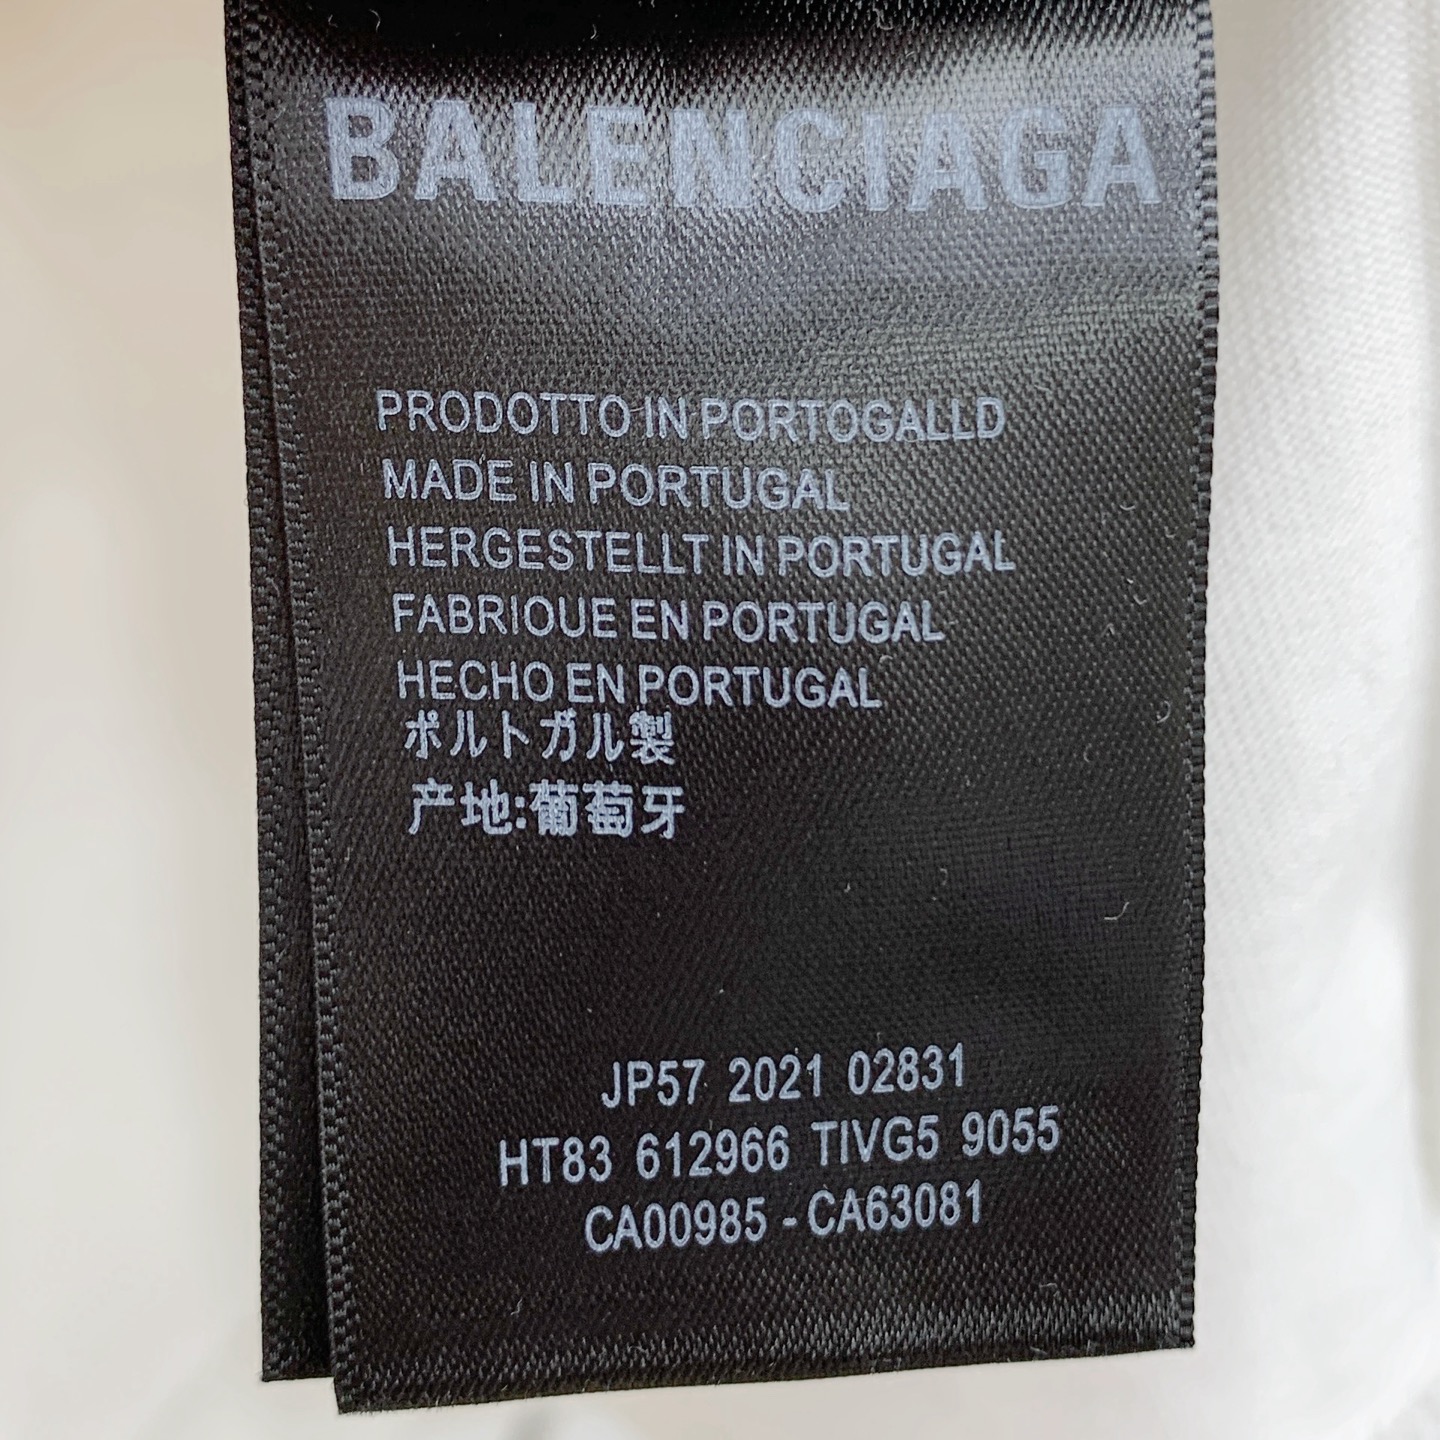 BALENCIAGA
PRODOTTO IN PORTOGALLD
MADE IN PORTUGAL
HERGESTELLT IN PORTUGAL
FABRIOUE EN PORTUGAL
HECHO EN PORTUGAL
ポルトガル製
产地:葡萄牙
JP57 2021 02831
HT83 612966 TIVG5 9055
CA00985 - CA63081